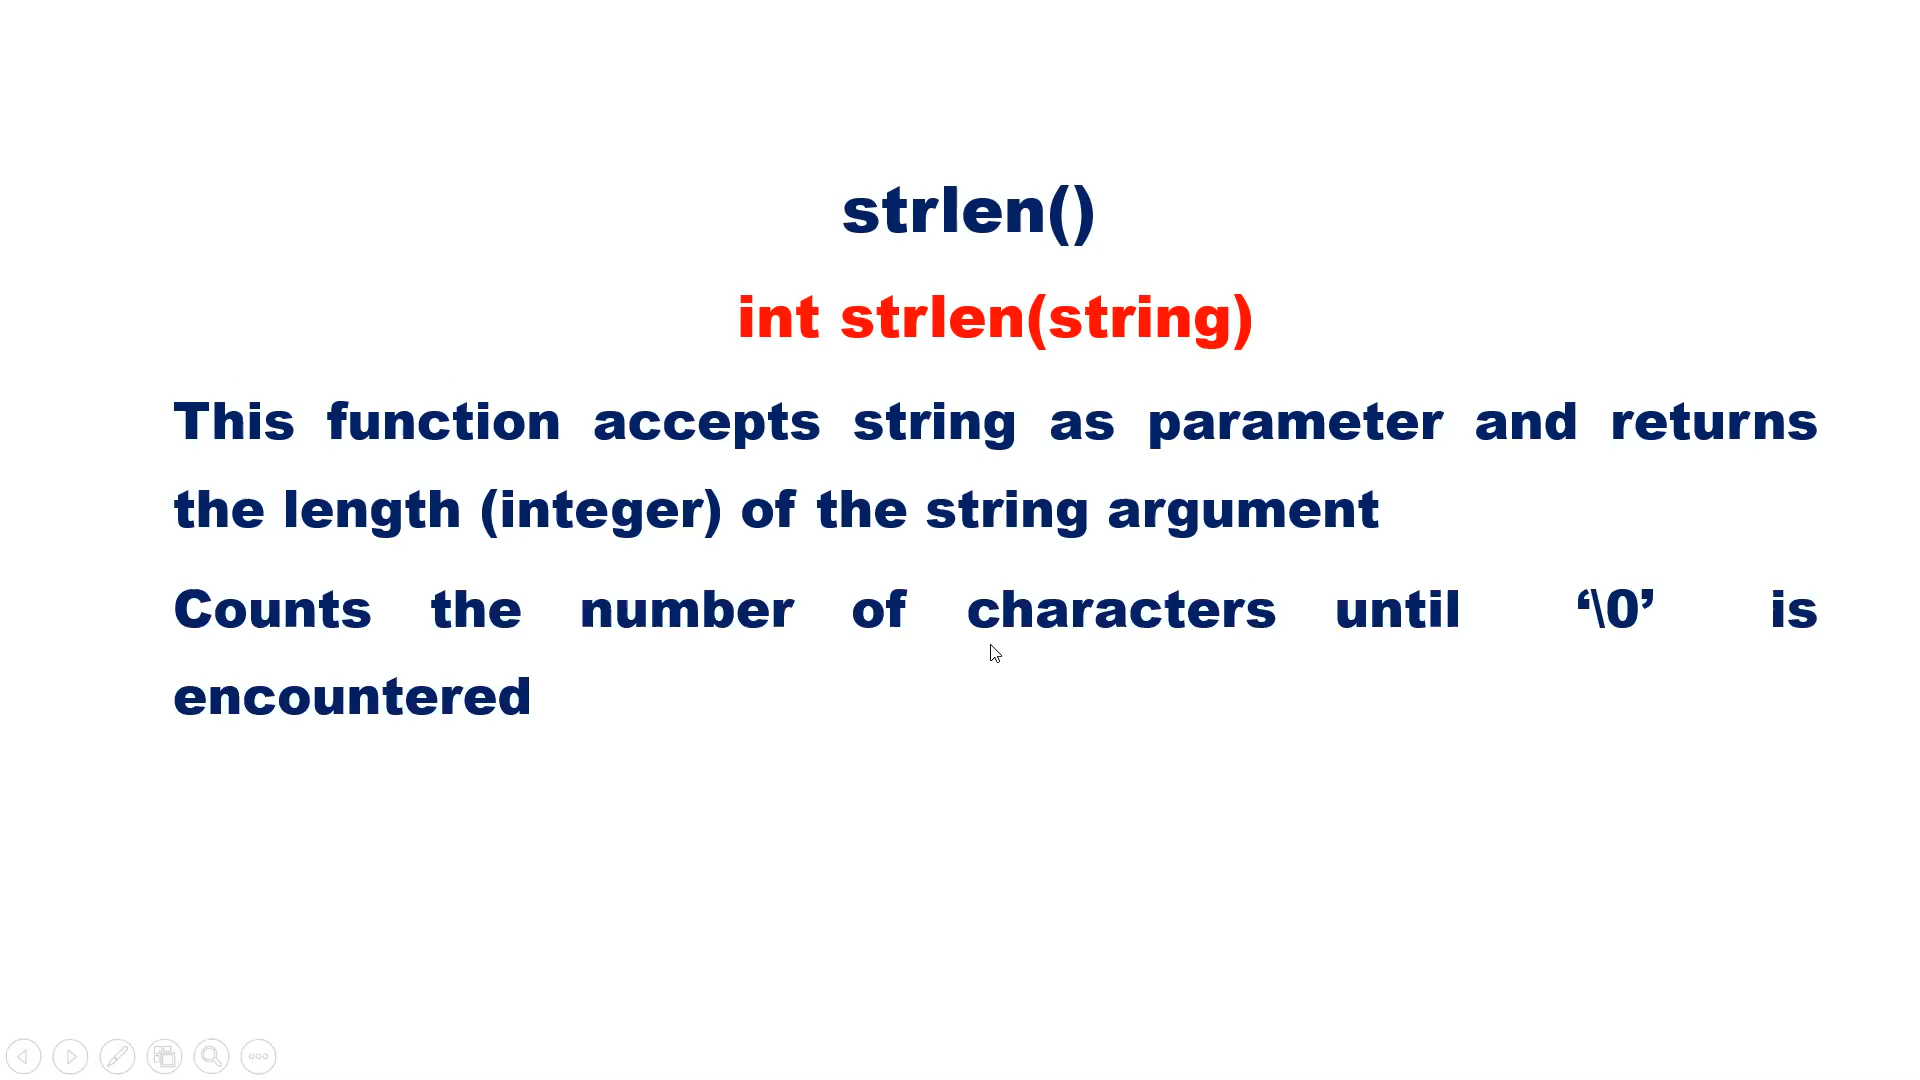 strlen()
int strlen(string)
This function accepts string as parameter and returns
the length (integer) of the string argument
Counts the number of characters until ‘\0’ is
encountered